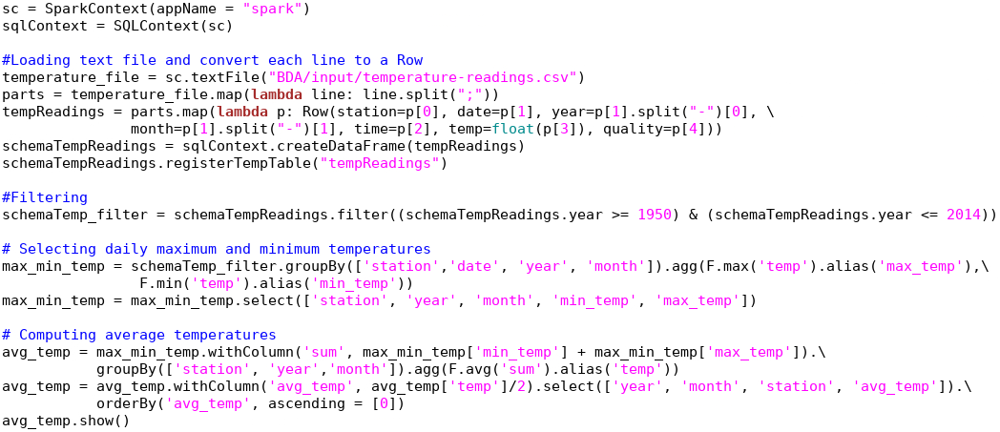 sc = SparkContext(appName = "spark")
sqlContext = SQLContext(sc)

#Loading text file and convert each line to a Row
temperature_file = sc.textFile("BDA/input/temperature-readings.csv")
parts = temperature_file.map(lambda line: line.split(";"))
tempReadings = parts.map(lambda p: Row(station=p[0], date=p[1], year=p[1].split("-")[0], \
               month=p[1].split("-")[1], time=p[2], temp=float(p[3]), quality=p[4]))
schemaTempReadings = sqlContext.createDataFrame(tempReadings)
schemaTempReadings.registerTempTable("tempReadings")

#Filtering
schemaTemp_filter = schemaTempReadings.filter((schemaTempReadings.year >= 1950) & (schemaTempReadings.year <= 2014))

# Selecting daily maximum and minimum temperatures
max_min_temp = schemaTemp_filter.groupBy(['station','date', 'year', 'month']).agg(F.max('temp').alias('max_temp'),\
                F.min('temp').alias('min_temp'))
max_min_temp = max_min_temp.select(['station', 'year', 'month', 'min_temp', 'max_temp'])

# Computing average temperatures
avg_temp = max_min_temp.withColumn('sum', max_min_temp['min_temp'] + max_min_temp['max_temp']).\
           groupBy(['station', 'year','month']).agg(F.avg('sum').alias('temp'))
avg_temp = avg_temp.withColumn('avg_temp', avg_temp['temp']/2).select(['year', 'month', 'station', 'avg_temp']).\
           orderBy('avg_temp', ascending = [0])
avg_temp.show()